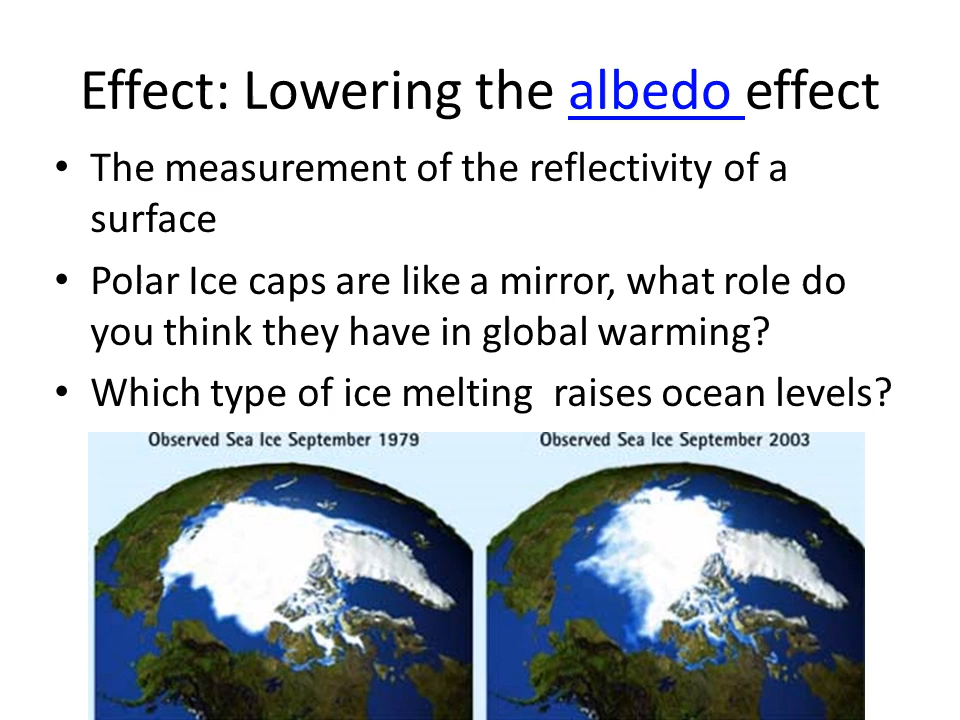 Effect: Lowering the albedo effect
• The measurement of the reflectivity of a
surface
• Polar Ice caps are like a mirror, what role do
you think they have in global warming?
• Which type of ice melting  raises ocean levels?
Observed Sea Ice September 1979
Observed Sea Ice September 2003